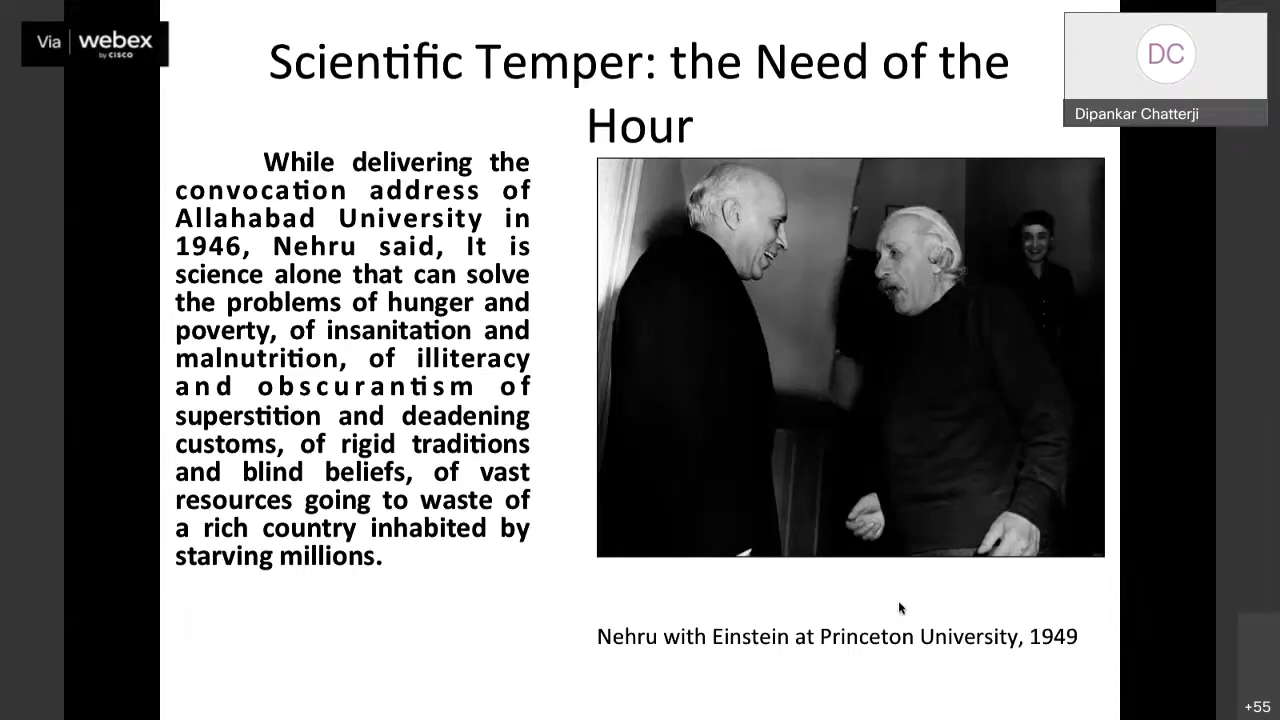 Via webex
by CISCO
Scientific Temper: the Need of the
Hour
DC
Dipankar Chatterji
While delivering the
convocation address of
Allahabad University in
1946, Nehru said, It is
science alone that can solve
the problems of hunger and
poverty, of insanitation and
malnutrition, of illiteracy
and obscurantism of
superstition and deadening
customs, of rigid traditions
and blind beliefs, of vast
resources going to waste of
a rich country inhabited by
starving millions.
Nehru with Einstein at Princeton University, 1949
+55